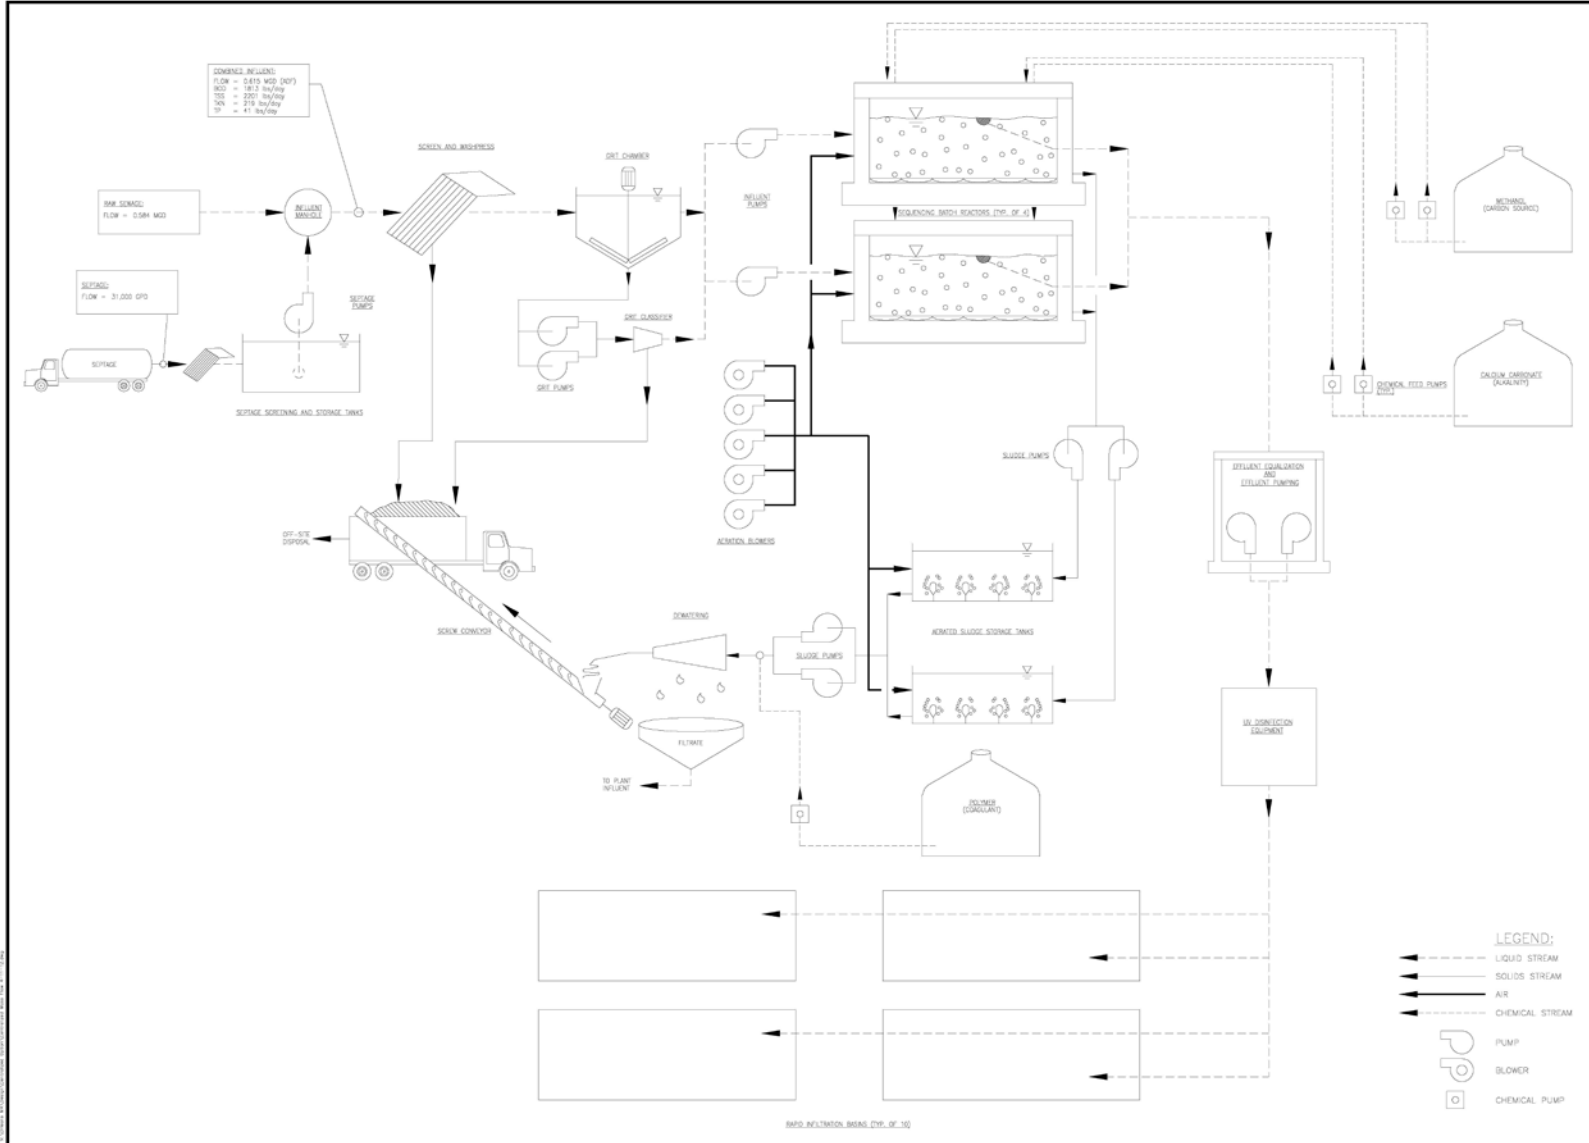 COMBINED INFLUENT:
FLOW = 0.615 MGD (ADF)
BOD = 1813 lbs/day
TSS = 2201 lbs/day
TKN = 219 lbs/day
TP = 41 lbs/day
SCREEN AND WASHPRESS
GRIT CHAMBER
RAW SEWAGE:
FLOW = 0.584 MGD
INFLUENT
MANHOLE
INFLUENT
PUMPS
SEQUENCING BATCH REACTORS (TYP. OF 4)
METHANOL
(CARBON SOURCE)
SEPTAGE:
FLOW = 31,000 GPD
SEPTAGE
PUMPS
SEPTAGE
SEPTAGE SCREENING AND STORAGE TANKS
GRIT CLASSIFIER
GRIT PUMPS
CALCIUM CARBONATE
(ALKALINITY)
CHEMICAL FEED PUMPS
SLUDGE PUMPS
EFFLUENT EQUALIZATION
AND
EFFLUENT PUMPING
AERATION BLOWERS
OFF-SITE
DISPOSAL
SCREW CONVEYOR
DEWATERING
SLUDGE PUMPS
AERATED SLUDGE STORAGE TANKS
UV DISINFECTION
EQUIPMENT
FILTRATE
TO PLANT
INFLUENT
POLYMER
(COAGULANT)
LEGEND:
LIQUID STREAM
SOLIDS STREAM
AIR
CHEMICAL STREAM
PUMP
BLOWER
CHEMICAL PUMP
RAPID INFILTRATION BASINS (TYP. OF 10)